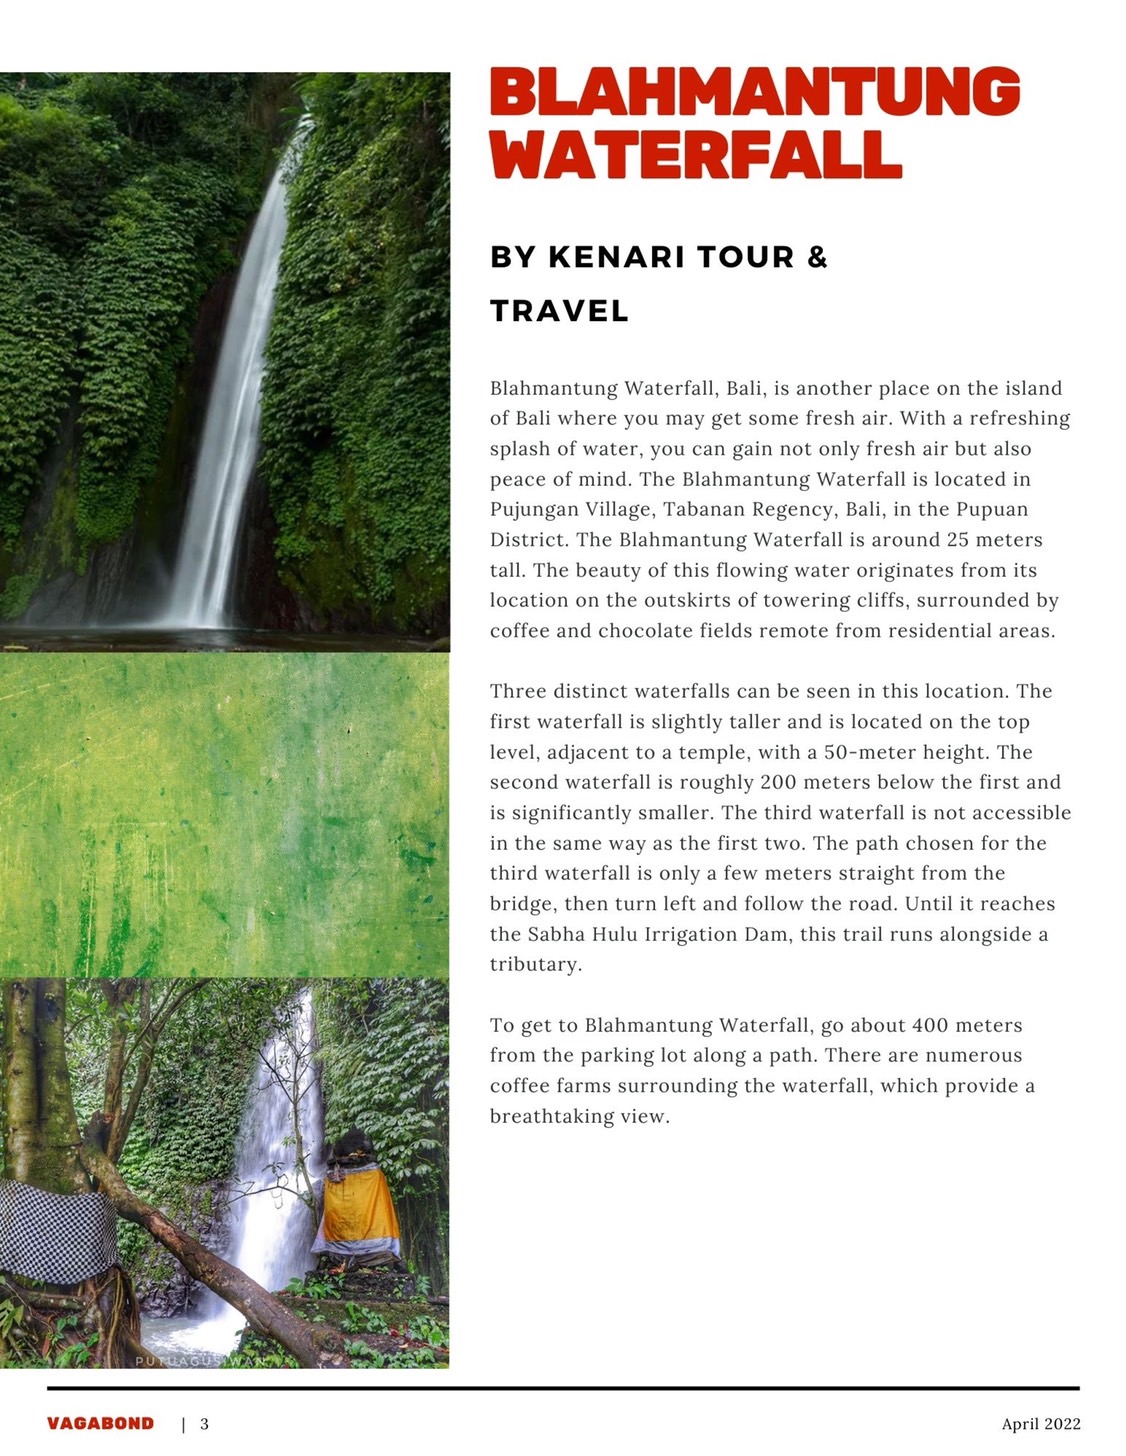 BLAHMANTUNG
WATERFALL
BY KENARI TOUR &
TRAVEL
Blahmantung Waterfall, Bali, is another place on the island
of Bali where you may get some fresh air. With a refreshing
splash of water, you can gain not only fresh air but also
peace of mind. The Blahmantung Waterfall is located in
Pujungan Village, Tabanan Regency, Bali, in the Pupuan
District. The Blahmantung Waterfall is around 25 meters
tall. The beauty of this flowing water originates from its
location on the outskirts of towering cliffs, surrounded by
coffee and chocolate fields remote from residential areas.
Three distinct waterfalls can be seen in this location. The
first waterfall is slightly taller and is located on the top
level, adjacent to a temple, with a 50-meter height. The
second waterfall is roughly 200 meters below the first and
is significantly smaller. The third waterfall is not accessible
in the same way as the first two. The path chosen for the
third waterfall is only a few meters straight from the
bridge, then turn left and follow the road. Until it reaches
the Sabha Hulu Irrigation Dam, this trail runs alongside a
tributary.
To get to Blahmantung Waterfall, go about 400 meters
from the parking lot along a path. There are numerous
coffee farms surrounding the waterfall, which provide a
breathtaking view.
PUTUAGUSIWAN
VAGABOND | 3
April 2022